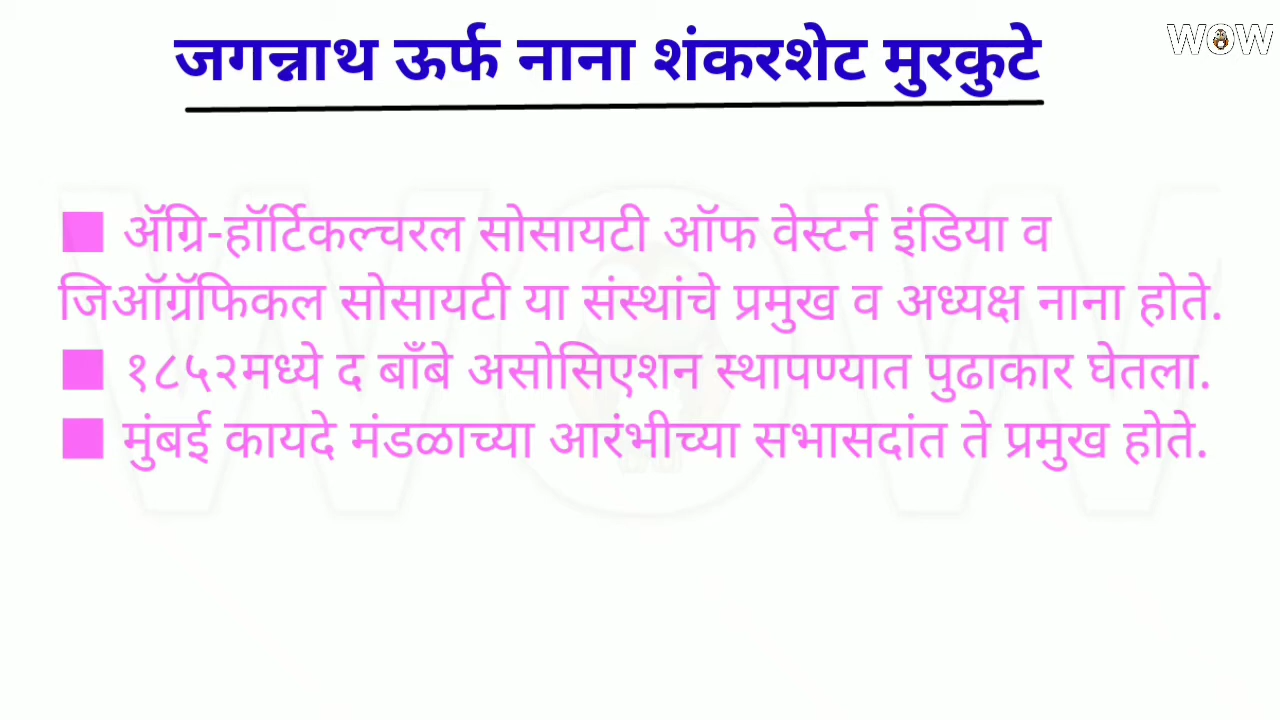 जगन्नाथ ऊर्फ नाना शंकरशेट मुरकुटे
WOW
■ ॲग्रि-हॉर्टिकल्चरल सोसायटी ऑफ वेस्टर्न इंडिया व
जिऑग्रॅफिकल सोसायटी या संस्थांचे प्रमुख व अध्यक्ष नाना होते.
■ १८५२मध्ये द बाँबे असोसिएशन स्थापण्यात पुढाकार घेतला.
■ मुंबई कायदे मंडळाच्या आरंभीच्या सभासदांत ते प्रमुख होते.
WOW